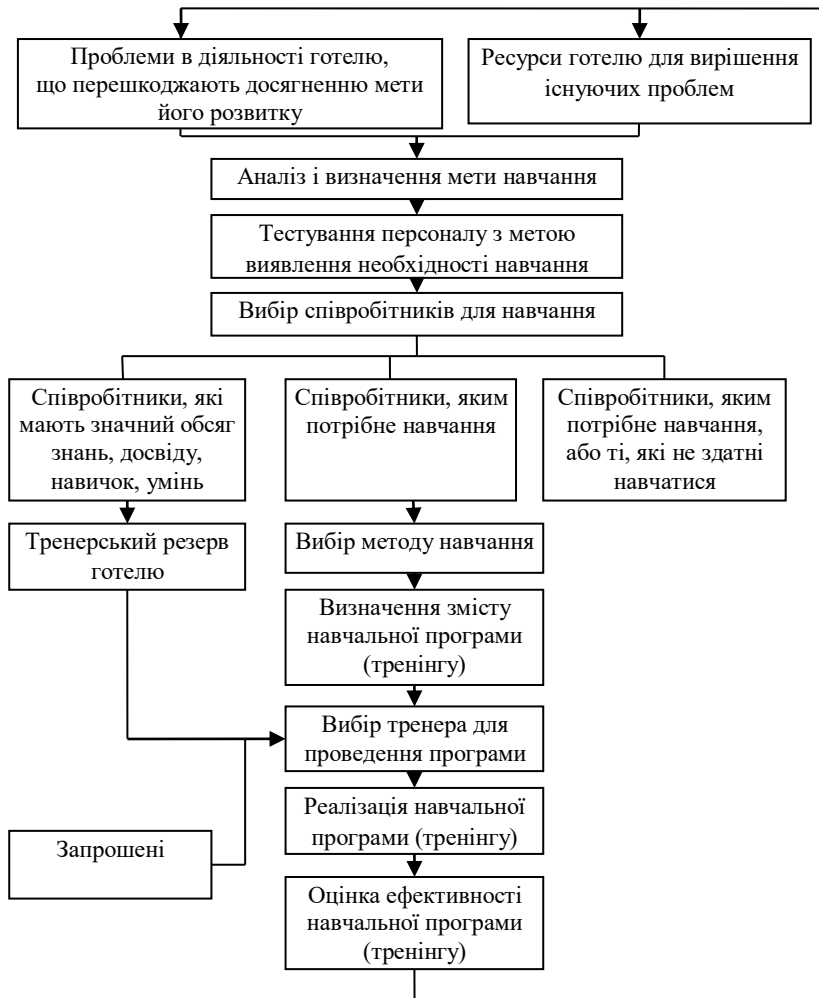 Проблеми в діяльності готелю,
що перешкоджають досягненню мети
його розвитку
Ресурси готелю для вирішення
існуючих проблем
Аналіз і визначення мети навчання
Тестування персоналу з метою
виявлення необхідності навчання
Вибір співробітників для навчання
Співробітники, які
мають значний обсяг
знань, досвіду,
навичок, умінь
Співробітники, яким
потрібне навчання
Співробітники, яким
потрібне навчання,
або ті, які не здатні
навчатися
Тренерський резерв
готелю
Вибір методу навчання
Визначення змісту
навчальної програми
(тренінгу)
Вибір тренера для
проведення програми
Реалізація навчальної
програми (тренінгу)
Запрошені
Оцінка ефективності
навчальної програми
(тренінгу)